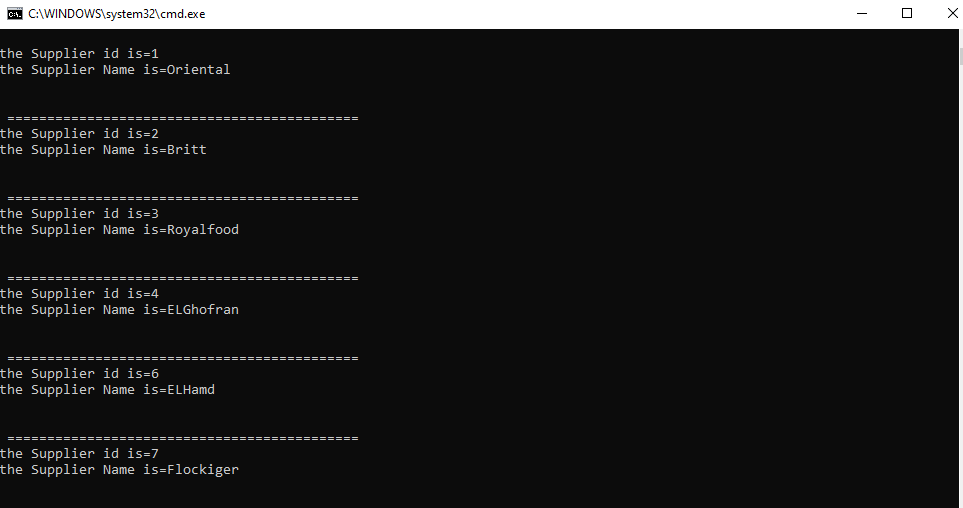 C:\WINDOWS\system32\cmd.exe
the Supplier id is=1
the Supplier Name is=Oriental
============================================
the Supplier id is=2
the Supplier Name is=Britt
============================================
the Supplier id is=3
the Supplier Name is=Royalfood
============================================
the Supplier id is=4
the Supplier Name is=ELGhofran
============================================
the Supplier id is=6
the Supplier Name is=ELHamd
============================================
the Supplier id is=7
the Supplier Name is=Flockiger